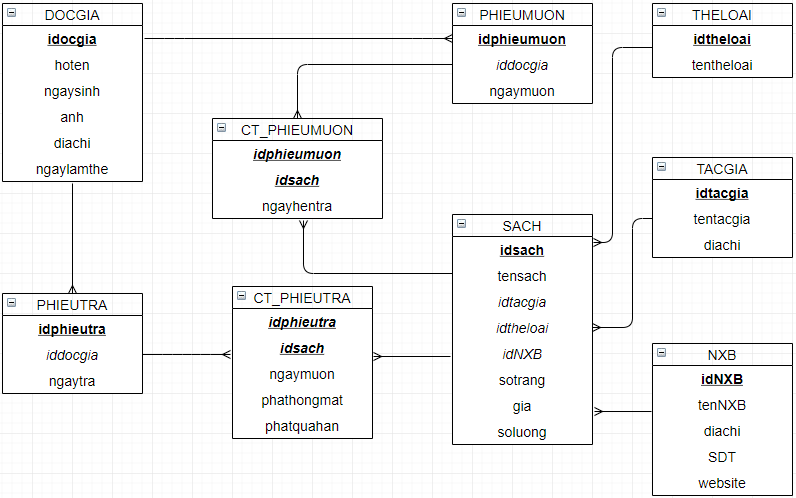 DOCGIA
idocgia
hoten
ngaysinh
anh
diachi
ngaylamthe
PHIEUMUON
idphieumuon
iddocgia
ngaymuon
THELOAI
idtheloai
tentheloai
CT_PHIEUMUON
idphieumuon
idsach
ngayhentra
TACGIA
idtacgia
tentacgia
diachi
SACH
idsach
tensach
idtacgia
idtheloai
idNXB
sotrang
gia
soluong
PHIEUTRA
idphieutra
iddocgia
ngaytra
CT_PHIEUTRA
idphieutra
idsach
ngaymuon
phathongmat
phatquahan
NXB
idNXB
tenNXB
diachi
SDT
website